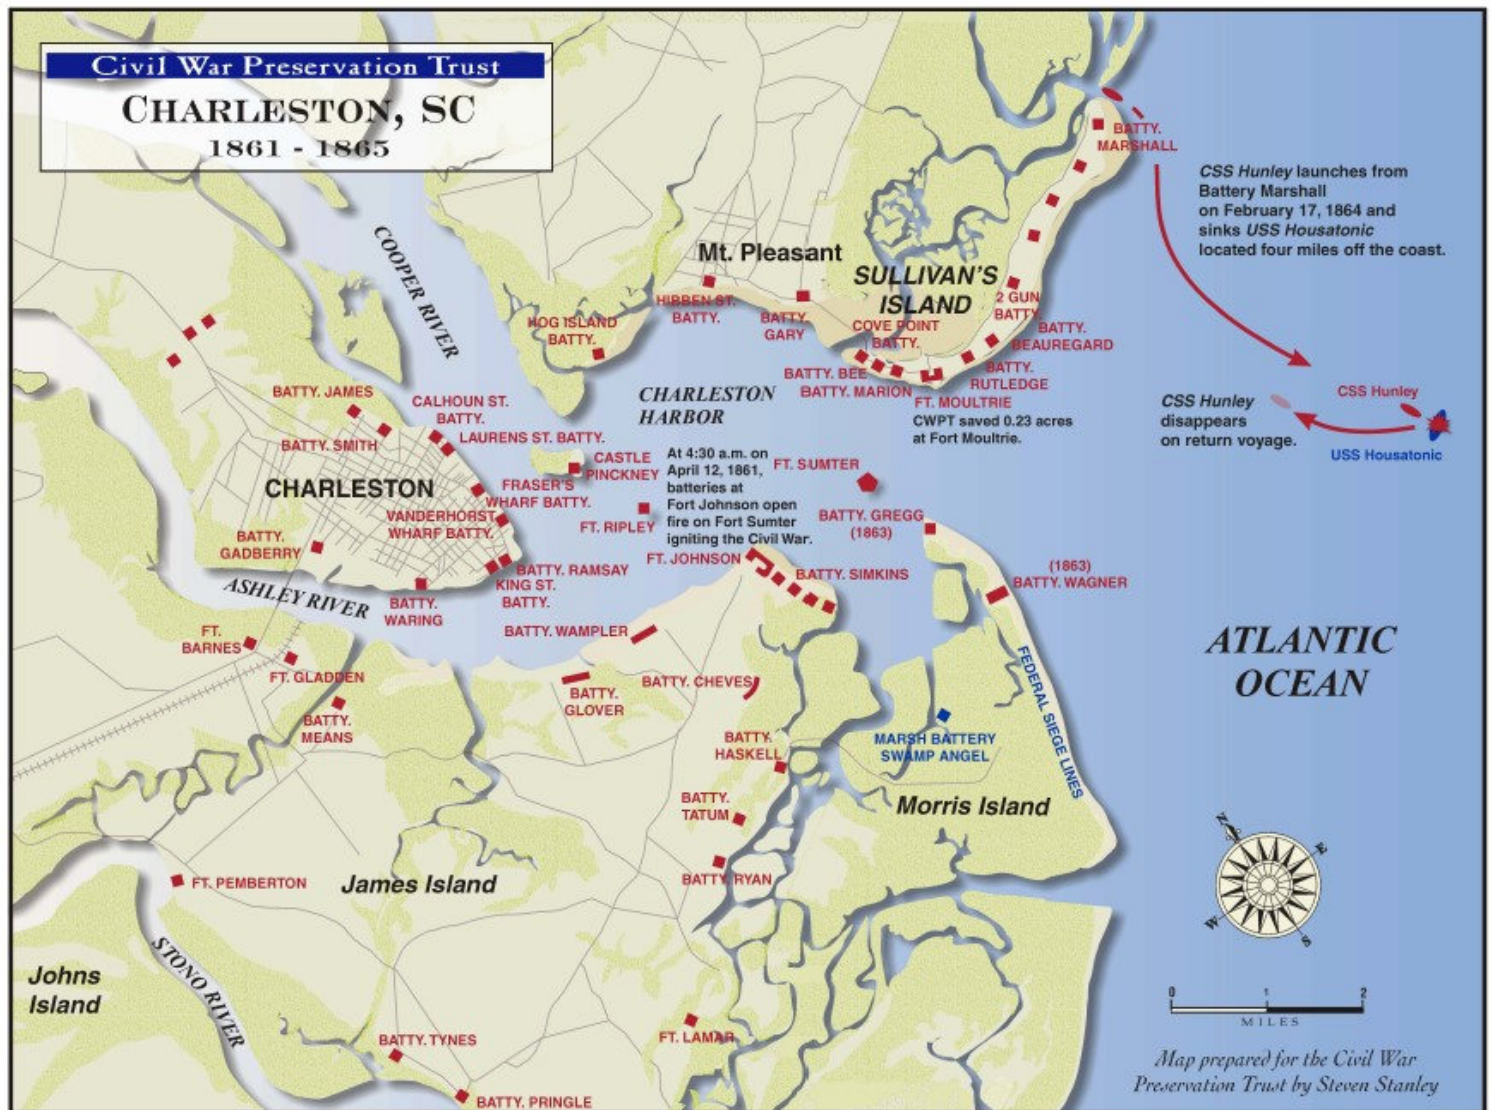 Civil War Preservation Trust
CHARLESTON, SC
1861 - 1865
BATTY.
MARSHALL
CSS Hunley launches from
Battery Marshall
on February 17, 1864 and
sinks USS Housatonic
located four miles off the coast.
COOPER RIVER
Mt. Pleasant
SULLIVAN'S
ISLAND
HIBBEN ST.
BATTY.
BATTY.
GARY
2 GUN
BATTY.
HOG ISLAND
BATTY.
COVE POINT
BATTY.
BATTY.
BEAUREGARD
BATTY. BEE
BATTY.
RUTLEDGE
BATTY. MARION
FT. MOULTRIE
CWPT saved 0.23 acres
at Fort Moultrie.
CHARLESTON
HARBOR
CSS Hunley
disappears
on return voyage.
CSS Hunley
USS Housatonic
BATTY. JAMES
CALHOUN ST.
BATTY.
BATTY. SMITH
LAURENS ST. BATTY.
CASTLE
PINCKNEY
At 4:30 a.m. on
April 12, 1861,
batteries at
Fort Johnson open
fire on Fort Sumter
igniting the Civil War.
FT. SUMTER
CHARLESTON
FRASER'S
WHARF BATTY.
VANDERHORST
WHARF BATTY.
FT. RIPLEY
BATTY. GREGG
(1863)
BATTY.
GADBERRY
FT. JOHNSON
BATTY. SIMKINS
(1863)
BATTY. WAGNER
BATTY. RAMSAY
KING ST.
BATTY.
ASHLEY RIVER
BATTY.
WARING
FT.
BARNES
BATTY. WAMPLER
ATLANTIC
OCEAN
FT. GLADDEN
BATTY.
GLOVER
BATTY. CHEVES
FEDERAL SIEGE LINES
BATTY.
MEANS
BATTY.
HASKELL
MARSH BATTERY
SWAMP ANGEL
BATTY.
TATUM
Morris Island
BATTY. RYAN
FT. PEMBERTON
James Island
N
E
W
S
STONO RIVER
Johns
Island
0 1 2
MILES
BATTY. TYNES
FT. LAMAR
BATTY. PRINGLE
Map prepared for the Civil War
Preservation Trust by Steven Stanley